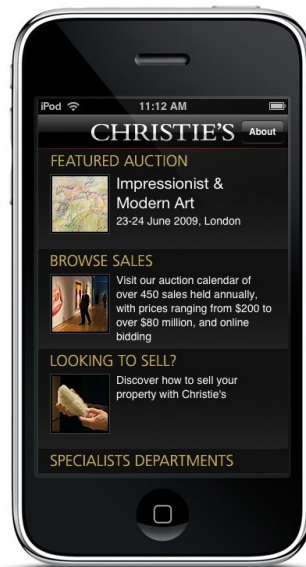 iPod 11:12 AM
CHRISTIE'S About
FEATURED AUCTION
Impressionist &
Modern Art
23-24 June 2009, London
BROWSE SALES
Visit our auction calendar of
over 450 sales held annually,
with prices ranging from $200 to
over $80 million, and online
bidding
LOOKING TO SELL?
Discover how to sell your
property with Christie's
SPECIALISTS DEPARTMENTS